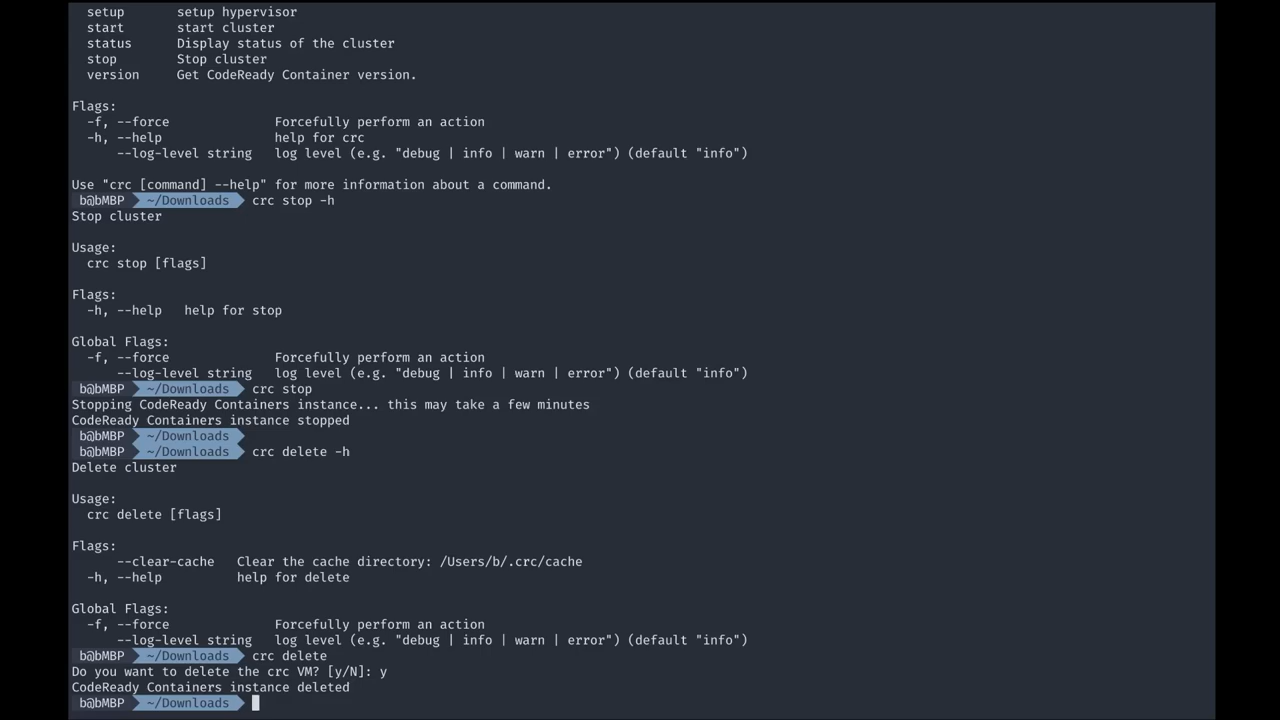 setup       setup hypervisor
start       start cluster
status      Display status of the cluster
stop        Stop cluster
version     Get CodeReady Container version.
Flags:
-f, --force              Forcefully perform an action
-h, --help               help for crc
--log-level string   log level (e.g. "debug | info | warn | error") (default "info")
Use "crc [command] --help" for more information about a command.
b@bMBP ~/Downloads crc stop -h
Stop cluster
Usage:
crc stop [flags]
Flags:
-h, --help   help for stop
Global Flags:
-f, --force              Forcefully perform an action
--log-level string   log level (e.g. "debug | info | warn | error") (default "info")
b@bMBP ~/Downloads crc stop
Stopping CodeReady Containers instance... this may take a few minutes
CodeReady Containers instance stopped
b@bMBP ~/Downloads
b@bMBP ~/Downloads crc delete -h
Delete cluster
Usage:
crc delete [flags]
Flags:
--clear-cache   Clear the cache directory: /Users/b/.crc/cache
-h, --help          help for delete
Global Flags:
-f, --force              Forcefully perform an action
--log-level string   log level (e.g. "debug | info | warn | error") (default "info")
b@bMBP ~/Downloads crc delete
Do you want to delete the crc VM? [y/N]: y
CodeReady Containers instance deleted
b@bMBP ~/Downloads